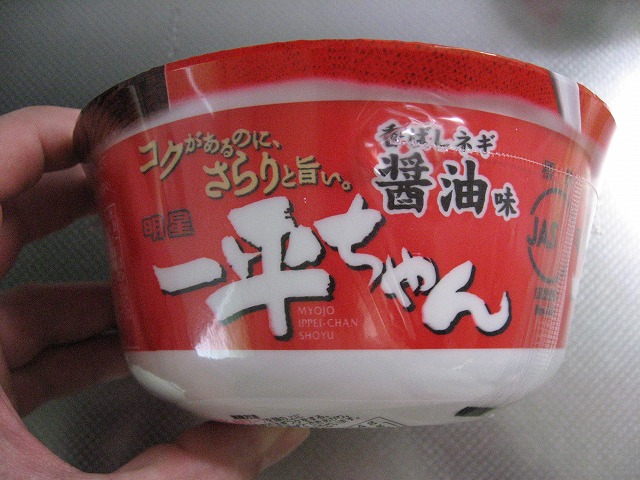 コクがあるのに、
さらりと旨い。
香ばしネギ
醤油味
明星
一平ちゃん
MYOJO
IPPEI-CHAN
SHOYU
JAS